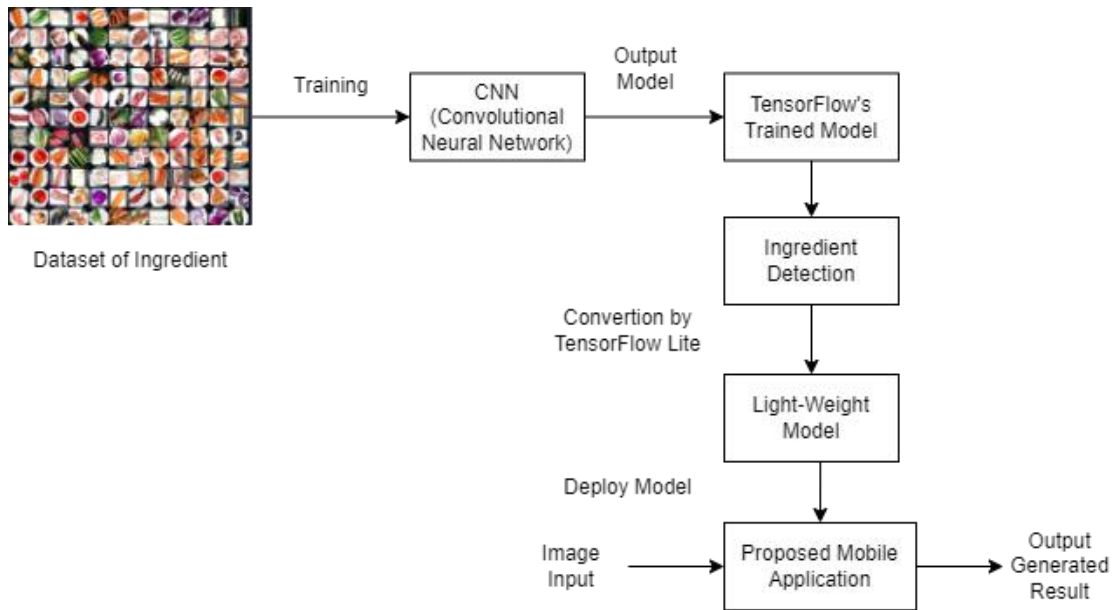 Dataset of Ingredient
Training
CNN
(Convolutional
Neural Network)
Output
Model
TensorFlow's
Trained Model
Ingredient
Detection
Convertion by
TensorFlow Lite
Light-Weight
Model
Deploy Model
Image
Input
Proposed Mobile
Application
Output
Generated
Result